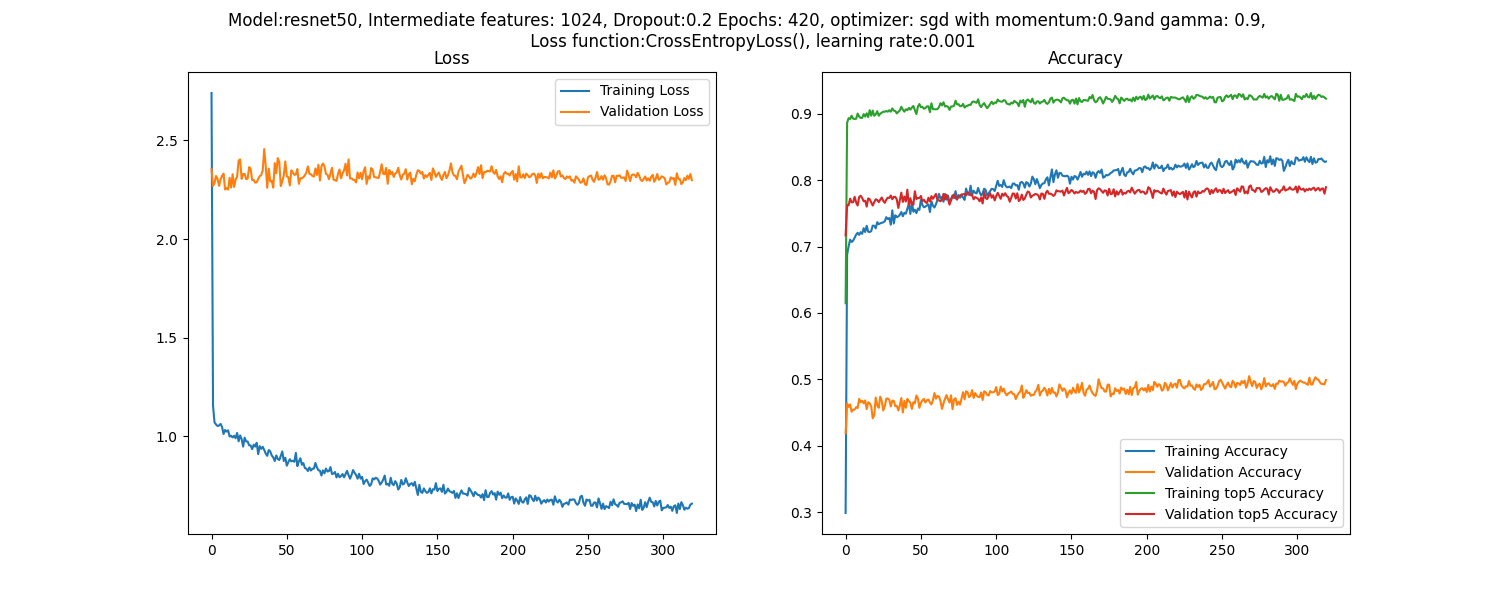 Model:resnet50, Intermediate features: 1024, Dropout:0.2 Epochs: 420, optimizer: sgd with momentum:0.9and gamma: 0.9,
Loss function:CrossEntropyLoss(), learning rate:0.001
Loss
Training Loss
Validation Loss
2.5
2.0
1.5
1.0
0
50
100
150
200
250
300
Accuracy
0.9
0.8
0.7
0.6
0.5
0.4
0.3
Training Accuracy
Validation Accuracy
Training top5 Accuracy
Validation top5 Accuracy
0
50
100
150
200
250
300